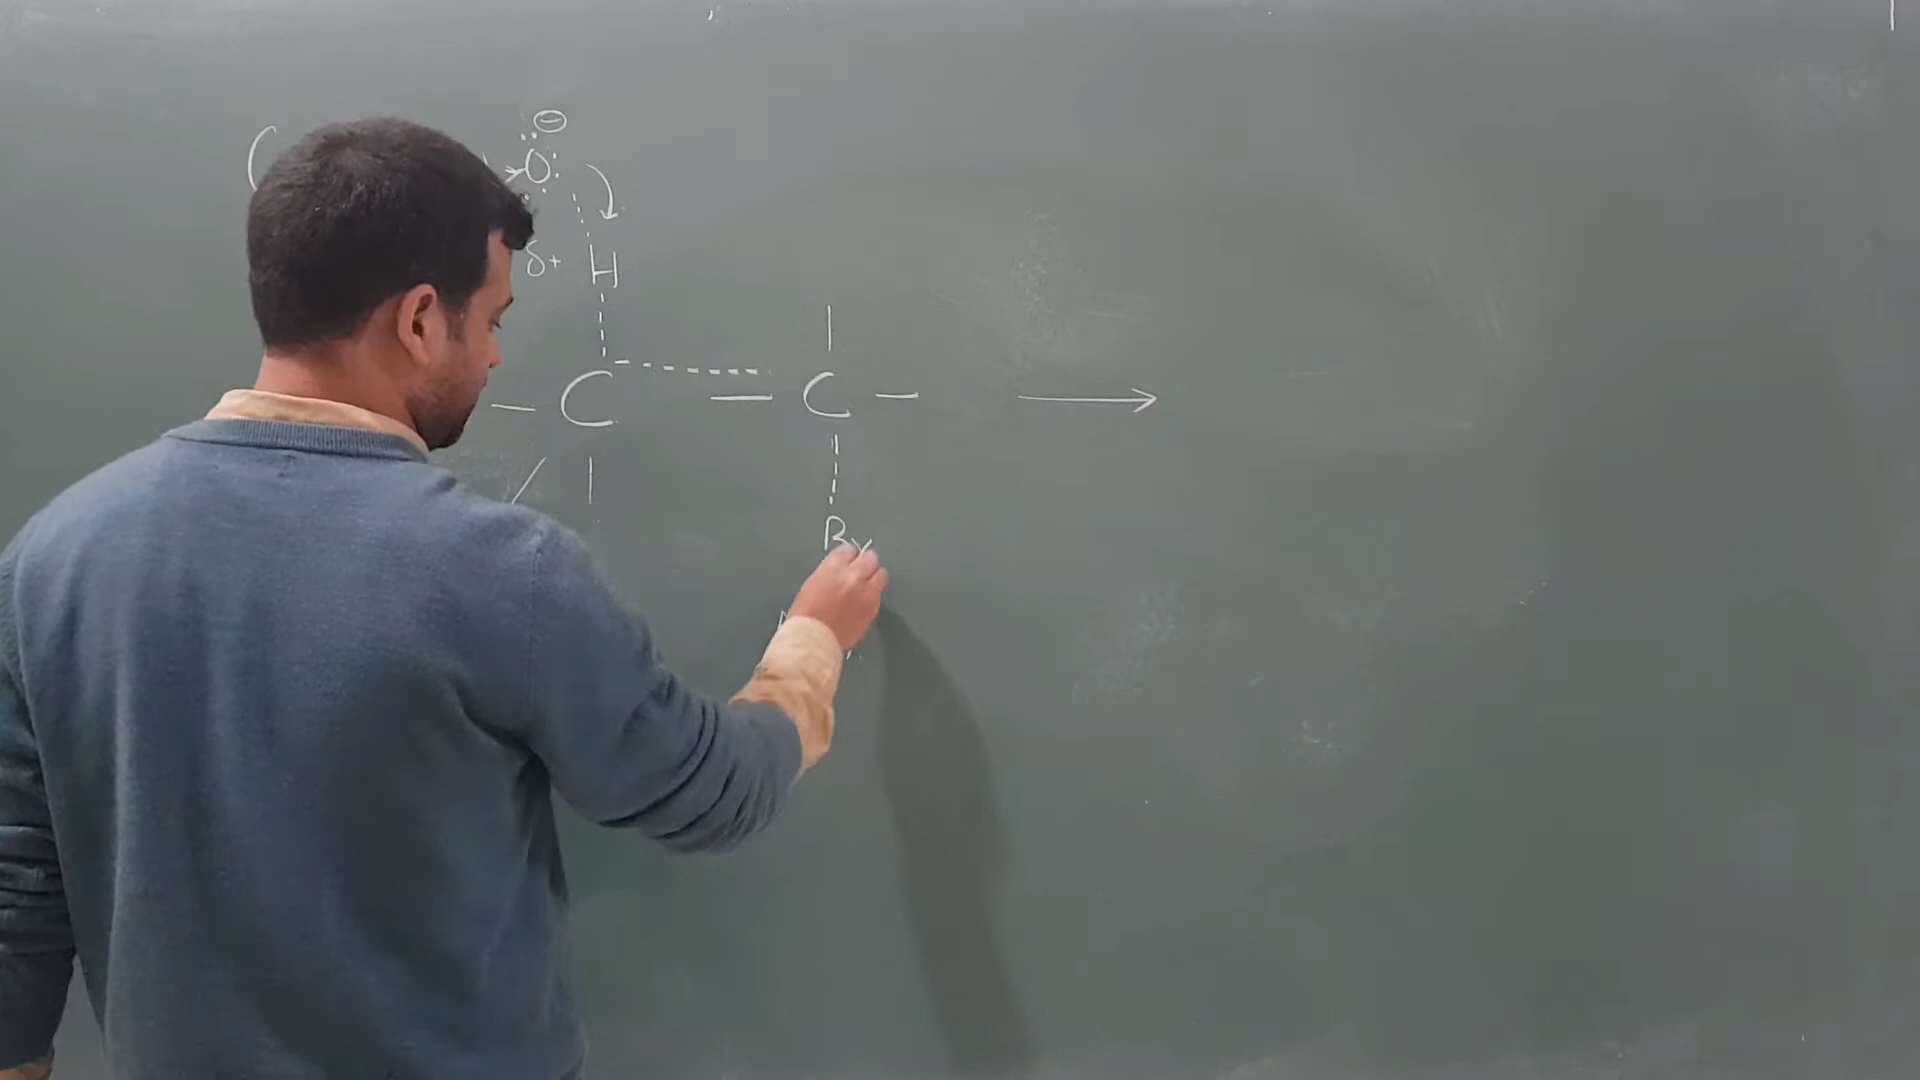 ⊖
O
δ+ H
— C = C — →
Br